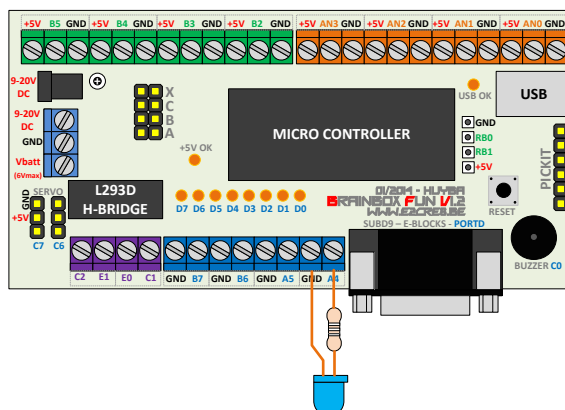 +5V B5 GND +5V B4 GND +5V B3 GND +5V B2 GND +5V AN3 GND +5V AN2 GND +5V AN1 GND +5V AN0 GND
9-20V
DC
9-20V
DC
GND
Vbatt
(6Vmax)
X
C
B
A
+5V OK
MICRO CONTROLLER
USB OK
USB
GND
RB0
RB1
+5V
PICKIT
RESET
BUZZER C0
L293D
H-BRIDGE
SERVO
GND
+5V
C7 C6
D7 D6 D5 D4 D3 D2 D1 D0
01/2014 - HUYBA
BRAINBOX FUN V1.2
WWW.E2CRE8.BE
SUBD9 – E-BLOCKS - PORTD
C2 E1 E0 C1 GND B7 GND B6 GND A5 GND A4